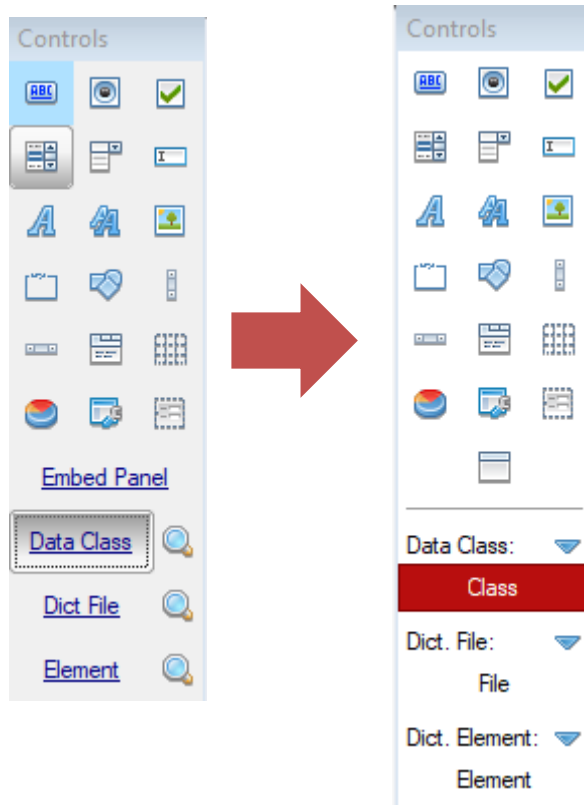 Controls
ABC
Embed Panel
Data Class
Dict File
Element
Controls
ABC
Data Class:
Class
Dict. File:
File
Dict. Element:
Element